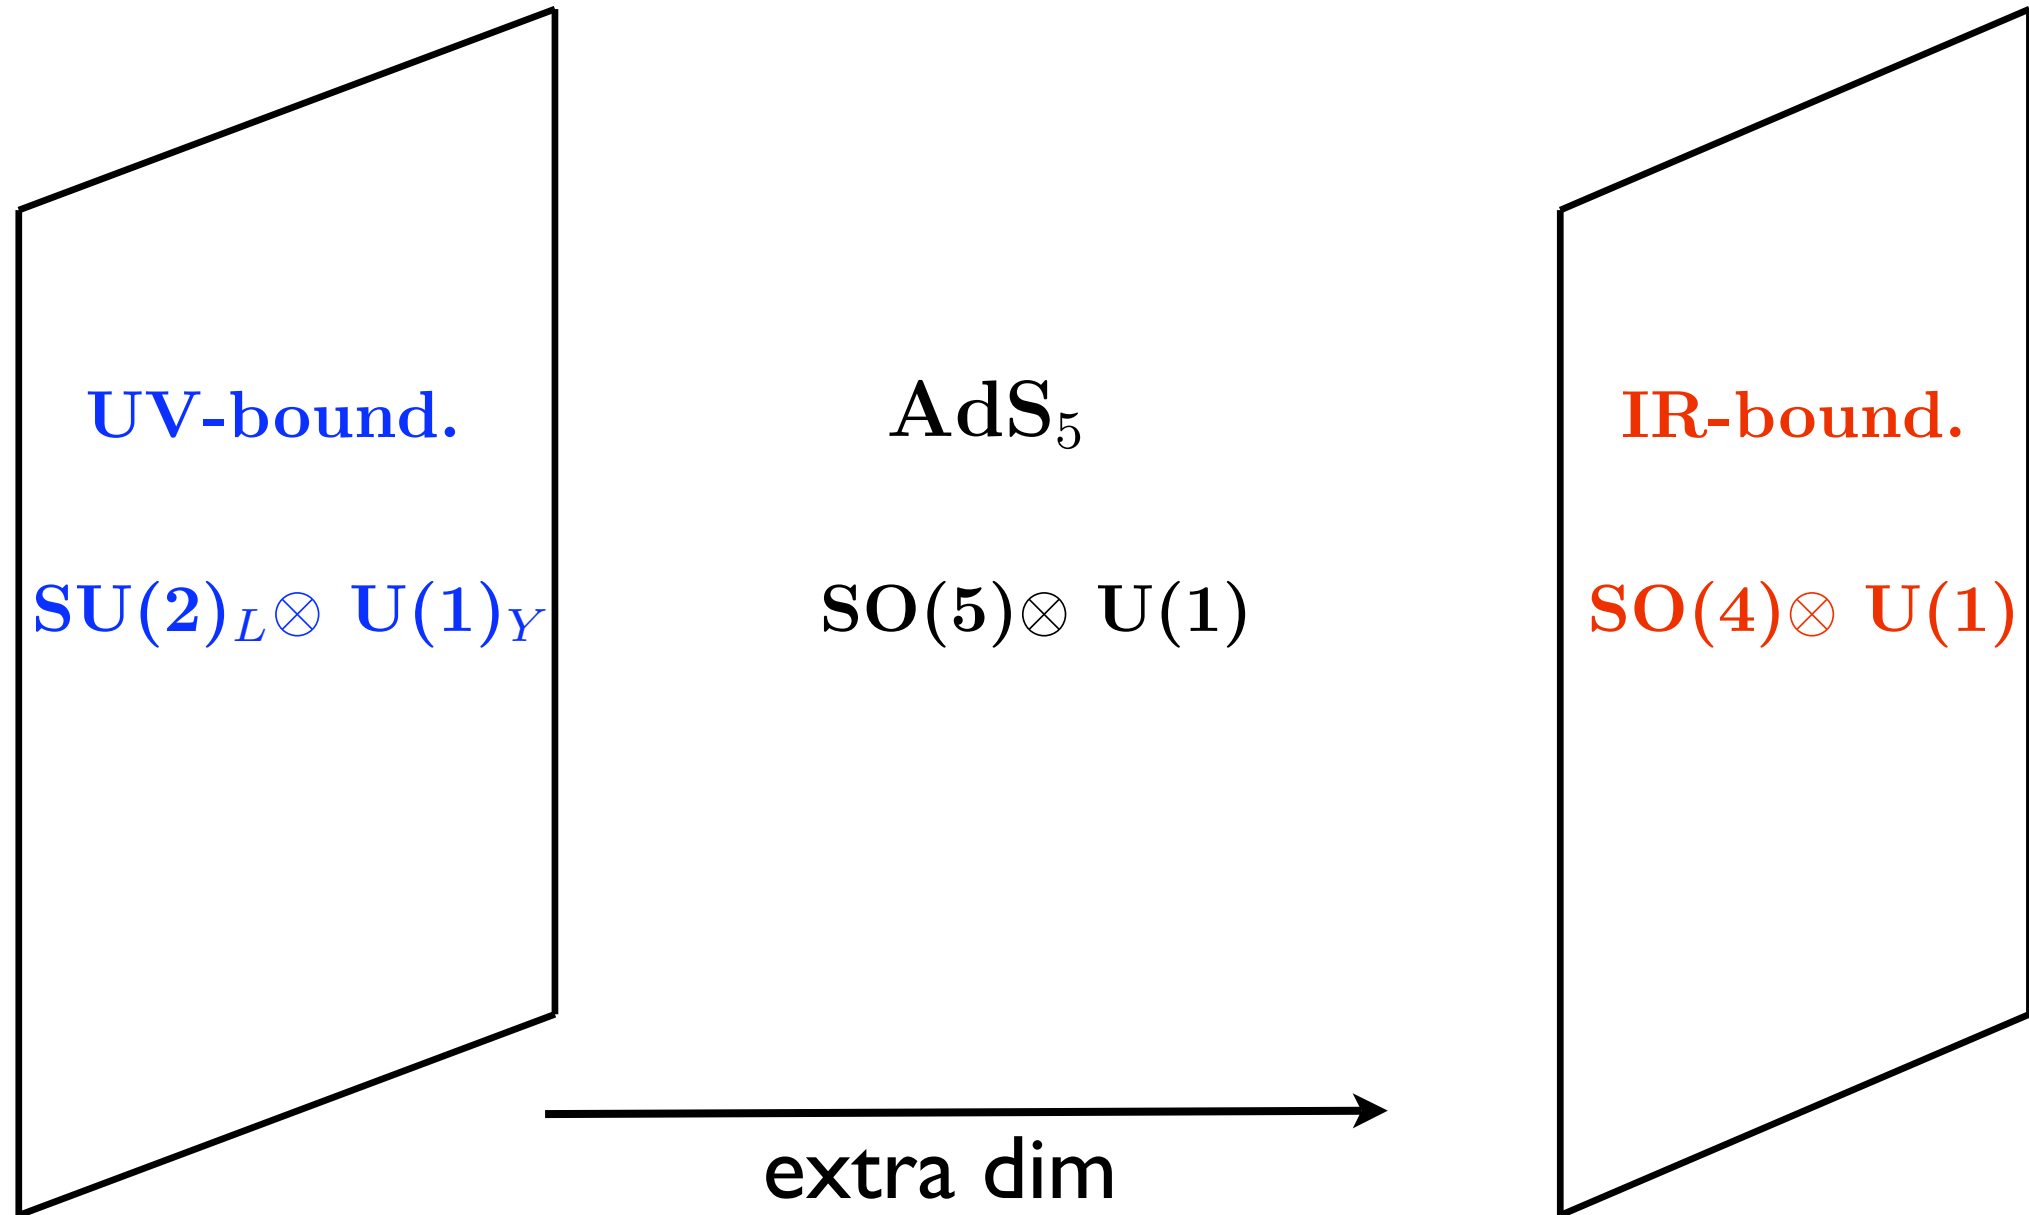 UV-bound.
SU(2)L⊗ U(1)Y
AdS5
SO(5)⊗ U(1)
IR-bound.
SO(4)⊗ U(1)
extra dim